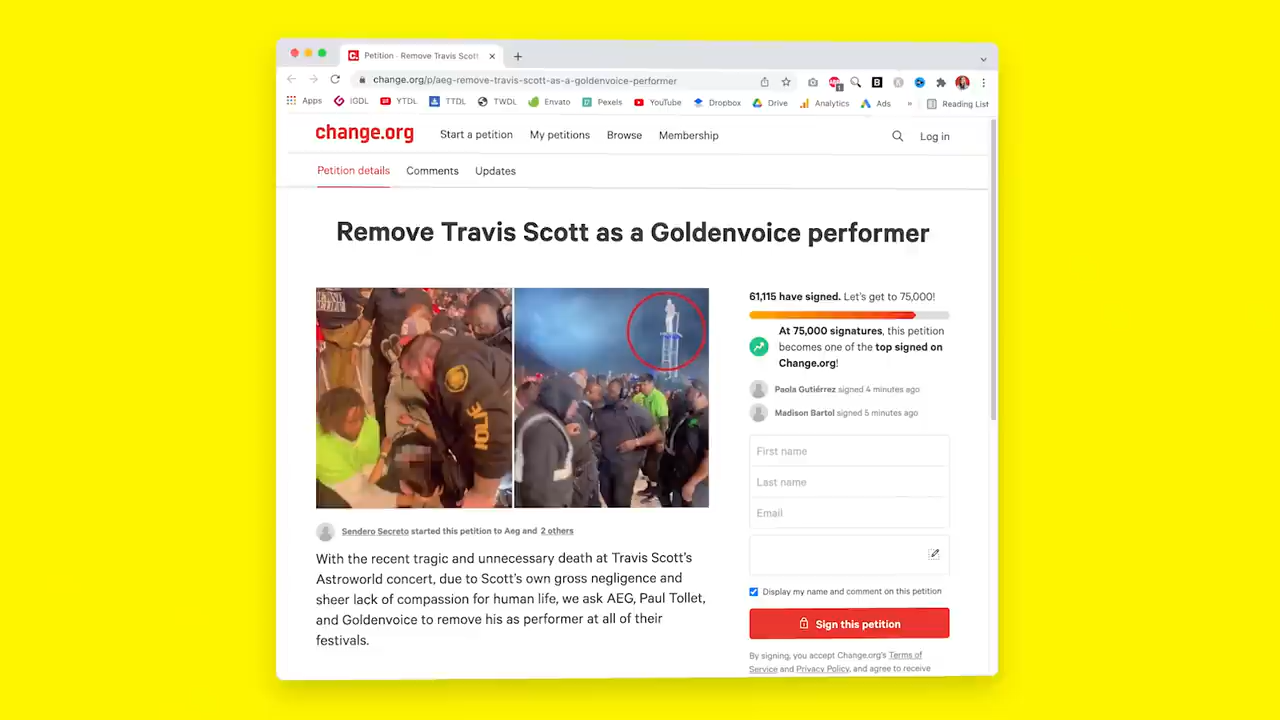 Petition · Remove Travis Scott
change.org/p/aeg-remove-travis-scott-as-a-goldenvoice-performer
Apps IGDL YTDL TTDL TWDL Envato Pexels YouTube Dropbox Drive Analytics Ads » Reading List
change.org Start a petition My petitions Browse Membership Log in
Petition details Comments Updates
Remove Travis Scott as a Goldenvoice performer
POLICE
Sendero Secreto started this petition to Aeg and 2 others
With the recent tragic and unnecessary death at Travis Scott's
Astroworld concert, due to Scott's own gross negligence and
sheer lack of compassion for human life, we ask AEG, Paul Tollet,
and Goldenvoice to remove his as performer at all of their
festivals.
61,115 have signed. Let's get to 75,000!
At 75,000 signatures, this petition
becomes one of the top signed on
Change.org!
Paola Gutiérrez signed 4 minutes ago
Madison Bartol signed 5 minutes ago
First name
Last name
Email
Display my name and comment on this petition
Sign this petition
By signing, you accept Change.org's Terms of
Service and Privacy Policy, and agree to receive